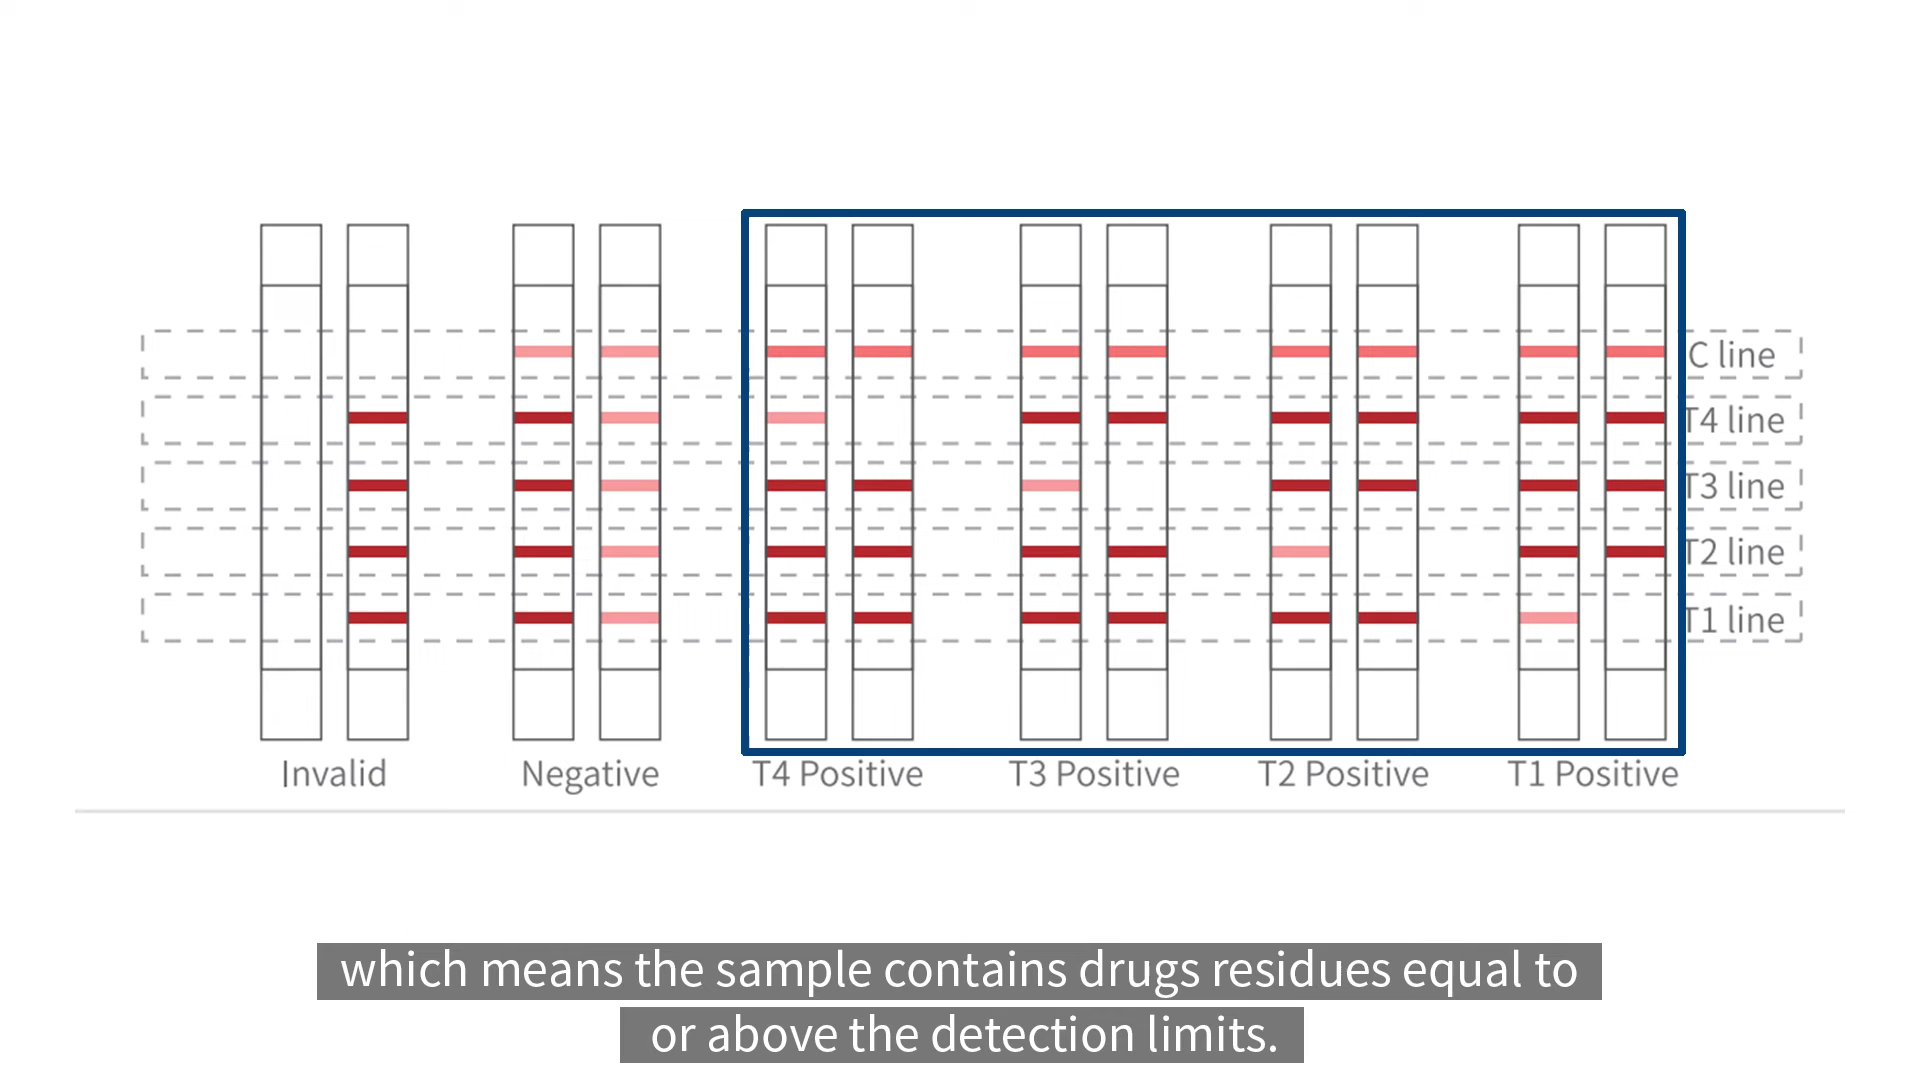 C line
T4 line
T3 line
T2 line
T1 line
Invalid
Negative
T4 Positive
T3 Positive
T2 Positive
T1 Positive
which means the sample contains drugs residues equal to
or above the detection limits.